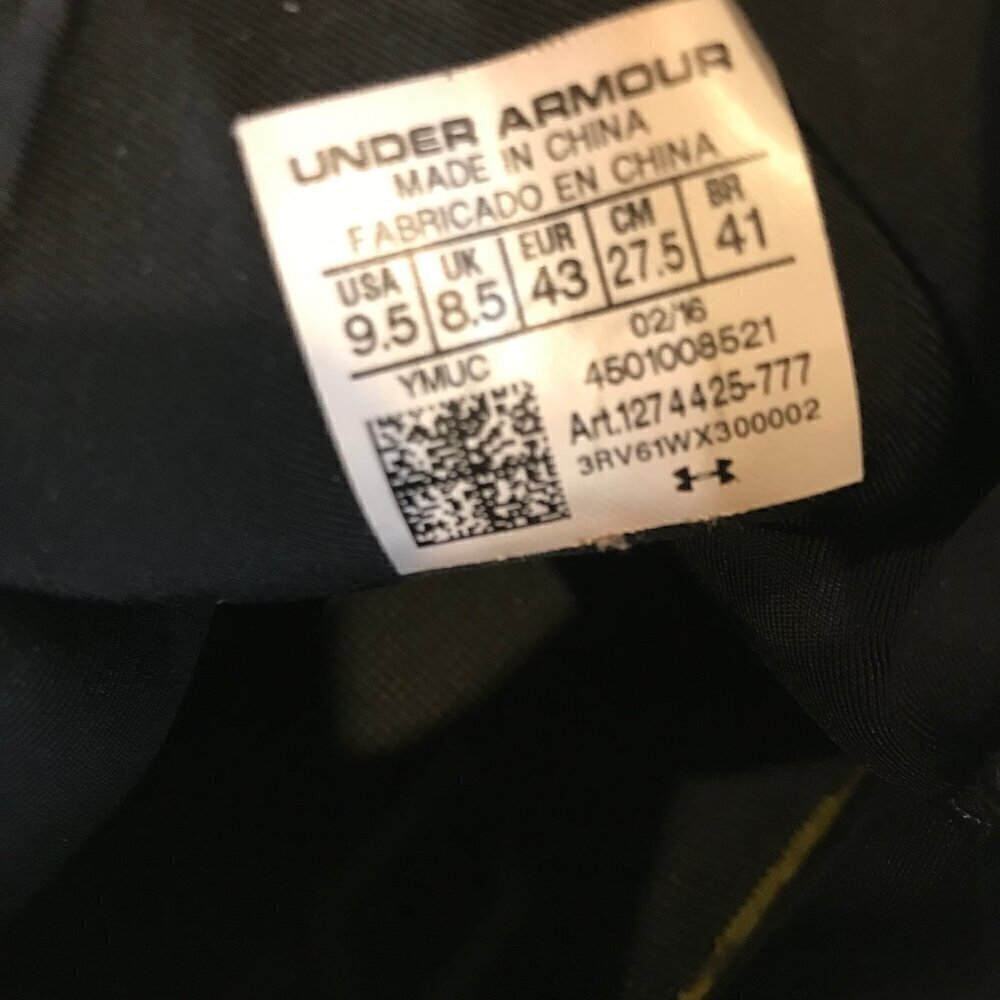 UNDER ARMOUR
MADE IN CHINA
FABRICADO EN CHINA
USA UK EUR CM BR
9.5 8.5 43 27.5 41
02/16
YMUC 4501008521
Art.1274425-777
3RV61WX300002